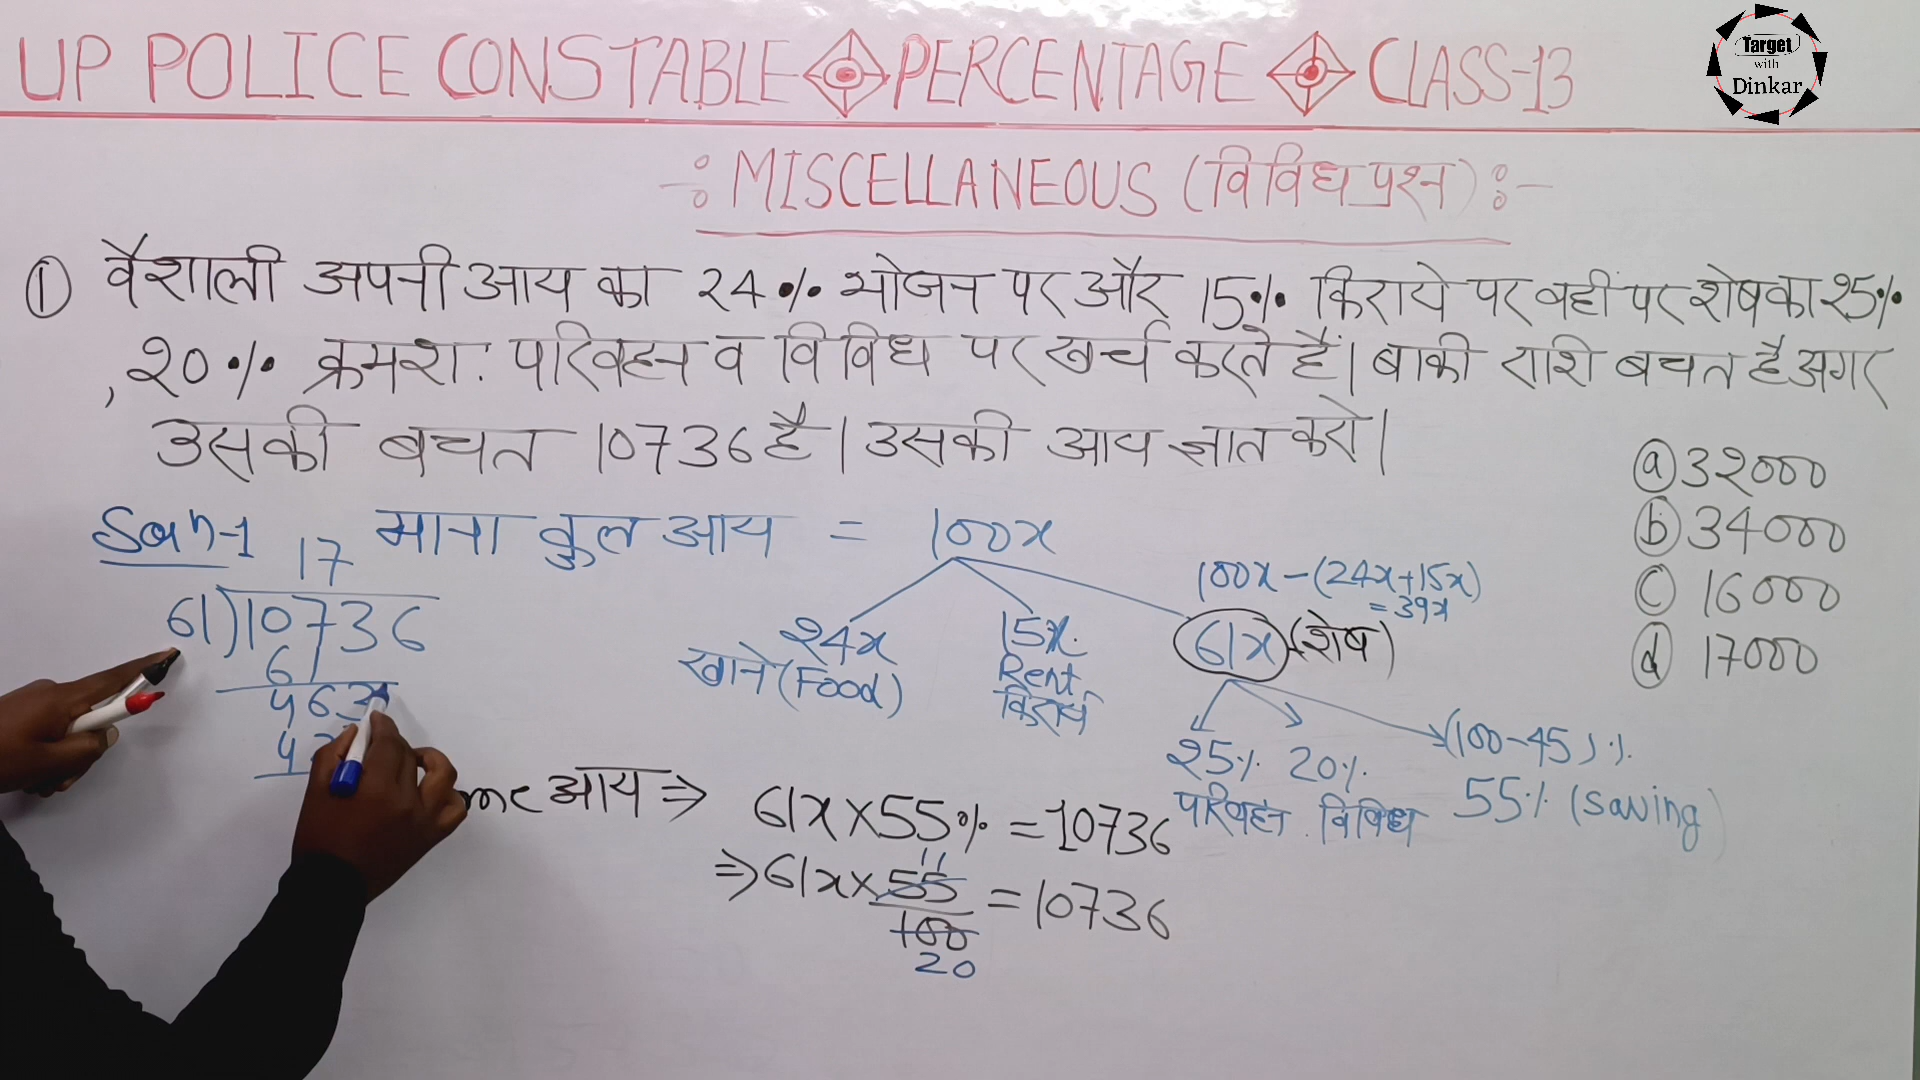 UP POLICE CONSTABLE PERCENTAGE CLASS-13
Target
with
Dinkar
-: MISCELLANEOUS (विविध प्रश्न) :-
① वैशाली अपनी आय का 24% भोजन पर और 15% किराये पर वहीं पर शेष का 25%
, 20% क्रमश: परिवहन व विविध पर खर्च करते हैं। बाकी राशि बचत है अगर
उसकी बचत 10736 है। उसकी आय ज्ञात करो।
ⓐ 32000
ⓑ 34000
ⓒ 16000
ⓓ 17000
Soln-1 माना कुल आय = 100x
17
61)10736
61
463
24x
खाने (Food)
15x
Rent
किराये
100x-(24x+15x)
=39x
61x (शेष)
25% 20%
परिवहन विविध
(100-45)%
55% (Saving)
आय ⇒ 61x×55% = 10736
⇒ 61x×55/100 = 10736
11
20